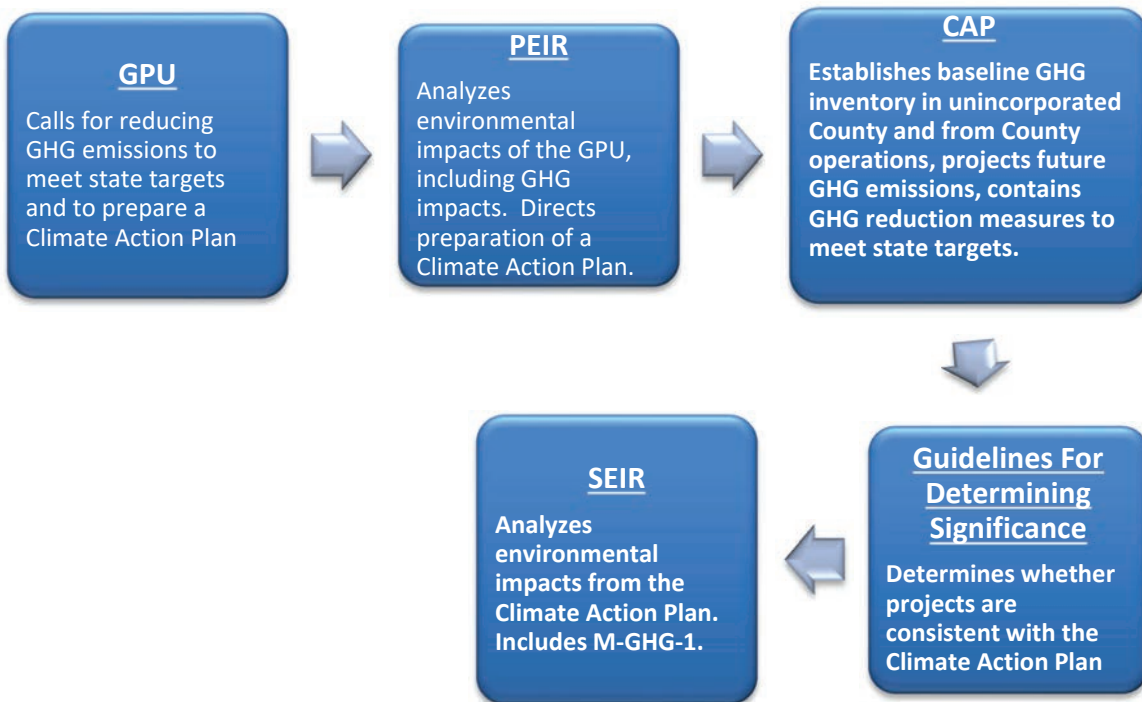 GPU
Calls for reducing
GHG emissions to
meet state targets
and to prepare a
Climate Action Plan
PEIR
Analyzes
environmental
impacts of the GPU,
including GHG
impacts.  Directs
preparation of a
Climate Action Plan.
CAP
Establishes baseline GHG
inventory in unincorporated
County and from County
operations, projects future
GHG emissions, contains
GHG reduction measures to
meet state targets.
Guidelines For
Determining
Significance
Determines whether
projects are
consistent with the
Climate Action Plan
SEIR
Analyzes
environmental
impacts from the
Climate Action Plan.
Includes M-GHG-1.